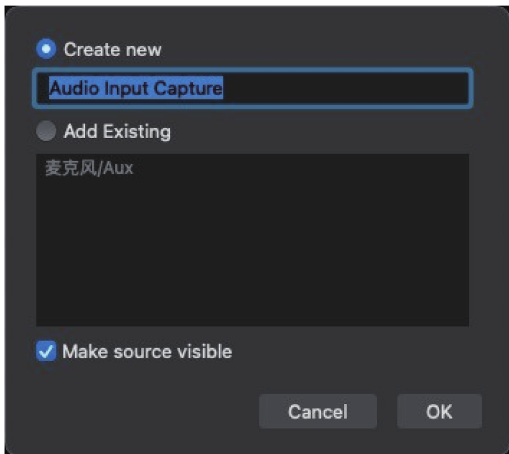 Create new
Audio Input Capture
Add Existing
麦克风/Aux
Make source visible
Cancel
OK